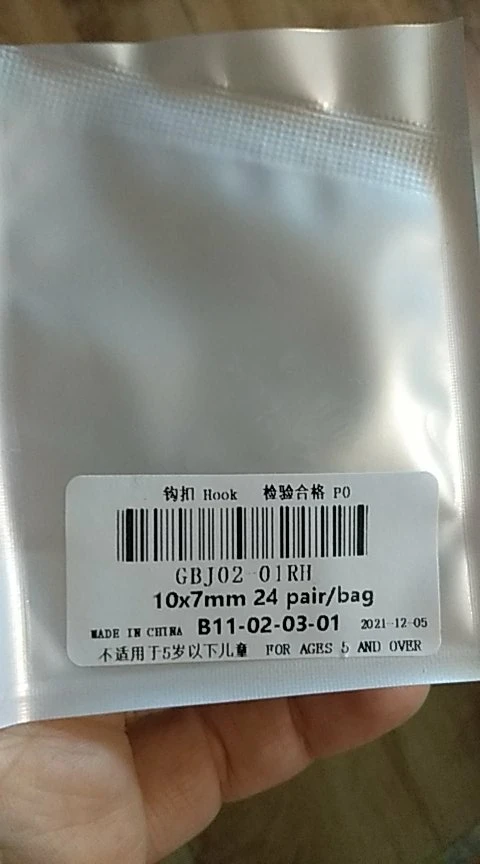 钩扣 Hook 检验合格 PO
GBJ02-01RH
10x7mm 24 pair/bag
MADE IN CHINA B11-02-03-01 2021-12-05
不适用于5岁以下儿童 FOR AGES 5 AND OVER